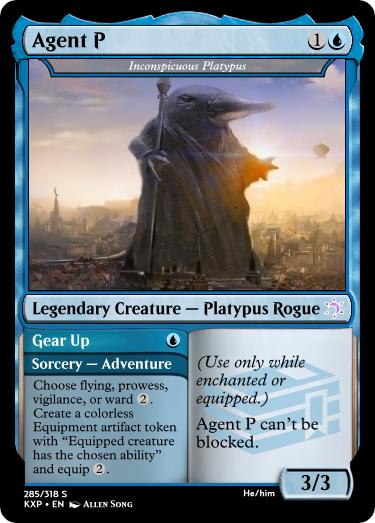 Agent P 1
Inconspicuous Platypus
Legendary Creature — Platypus Rogue
Gear Up
Sorcery — Adventure
Choose flying, prowess,
vigilance, or ward 2.
Create a colorless
Equipment artifact token
with “Equipped creature
has the chosen ability”
and equip 2.
(Use only while
enchanted or
equipped.)
Agent P can’t be
blocked.
3/3
285/318 S
KXP • EN Allen Song
He/him